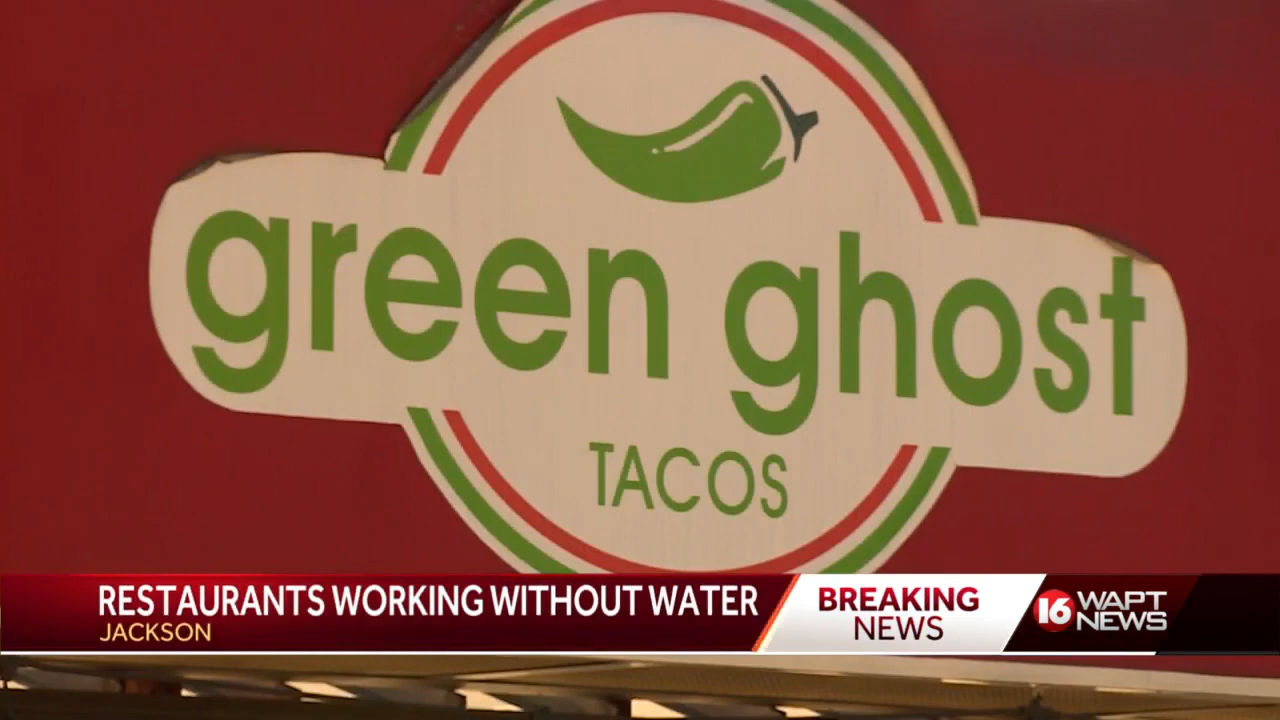 green ghost
TACOS
RESTAURANTS WORKING WITHOUT WATER
JACKSON
BREAKING
NEWS
16 WAPT
NEWS